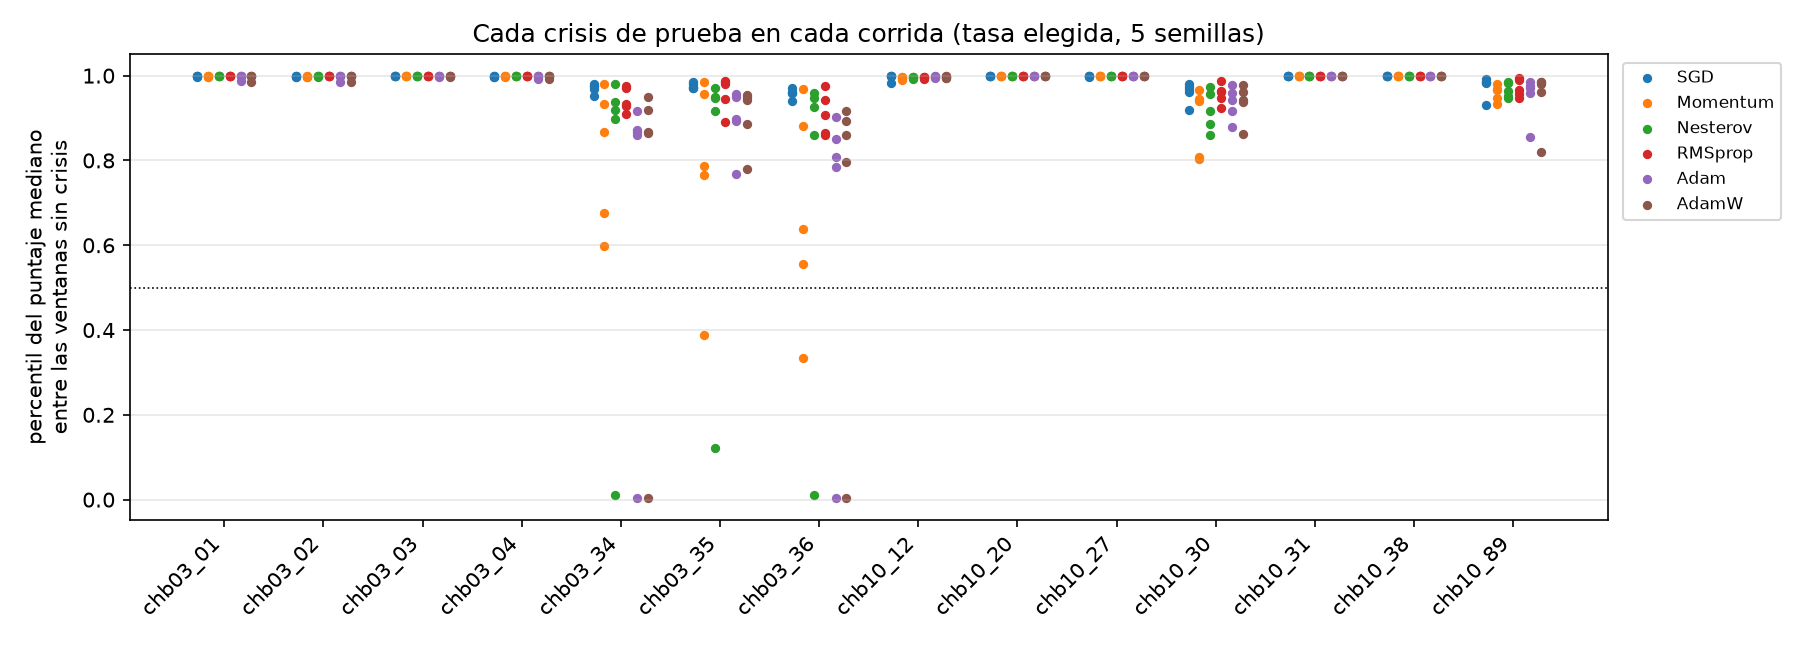 Cada crisis de prueba en cada corrida (tasa elegida, 5 semillas)
percentil del puntaje mediano
entre las ventanas sin crisis
1.0
0.8
0.6
0.4
0.2
0.0
chb03_01
chb03_02
chb03_03
chb03_04
chb03_34
chb03_35
chb03_36
chb10_12
chb10_20
chb10_27
chb10_30
chb10_31
chb10_38
chb10_89
SGD
Momentum
Nesterov
RMSprop
Adam
AdamW